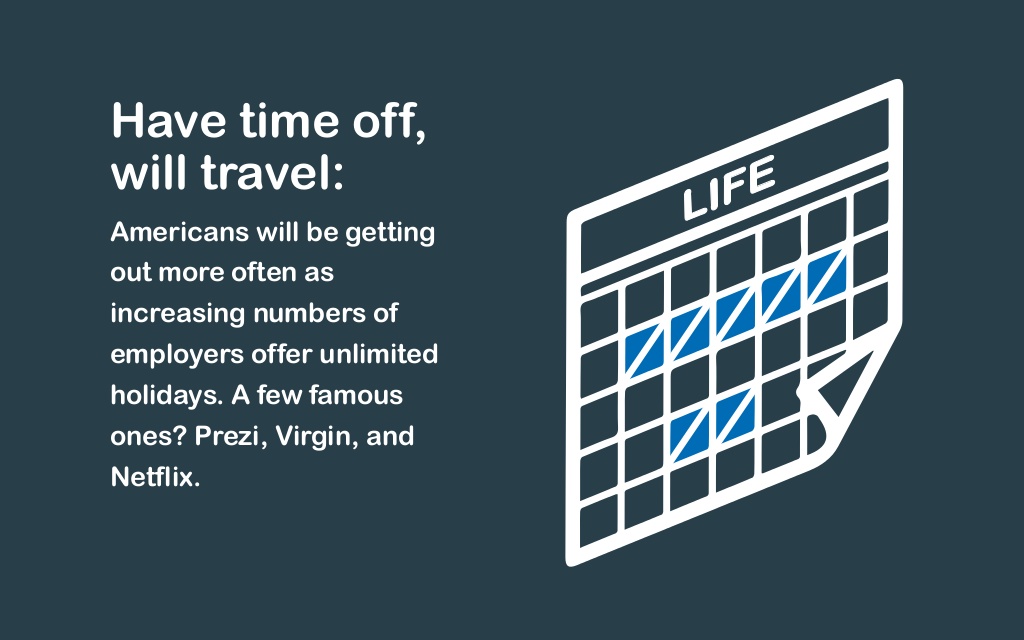 Have time off,
will travel:
Americans will be getting
out more often as
increasing numbers of
employers offer unlimited
holidays. A few famous
ones? Prezi, Virgin, and
Netflix.
LIFE